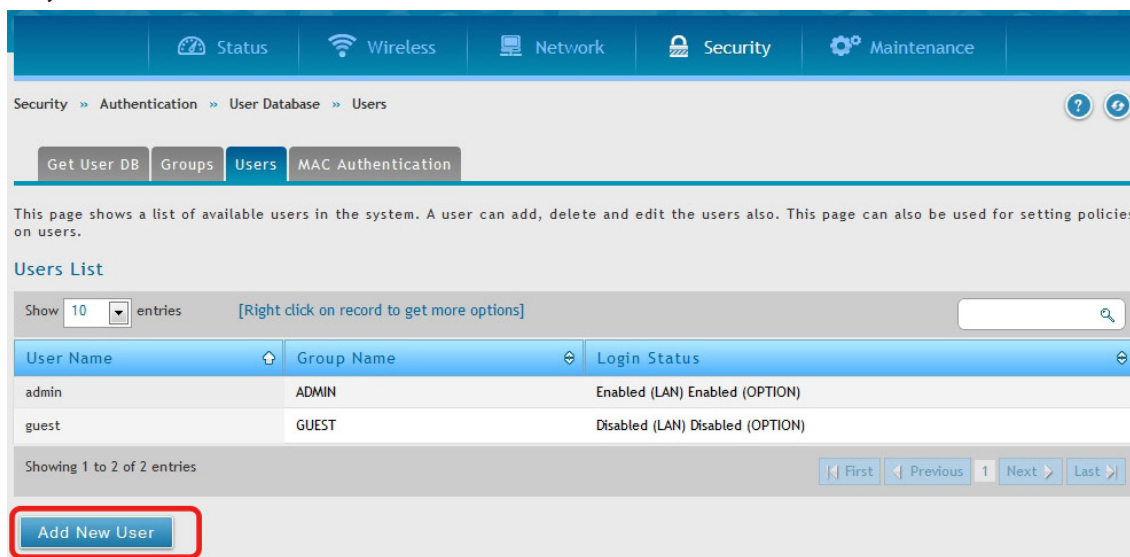 Status Wireless Network Security Maintenance
Security » Authentication » User Database » Users
Get User DB Groups Users MAC Authentication
This page shows a list of available users in the system. A user can add, delete and edit the users also. This page can also be used for setting policies
on users.
Users List
Show 10 entries [Right click on record to get more options]
User Name Group Name Login Status
admin ADMIN Enabled (LAN) Enabled (OPTION)
guest GUEST Disabled (LAN) Disabled (OPTION)
Showing 1 to 2 of 2 entries First Previous 1 Next Last
Add New User